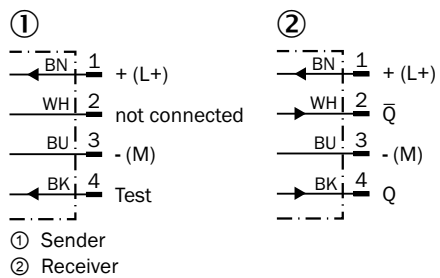 ① ②
BN 1 + (L+)
WH 2 not connected
BU 3 - (M)
BK 4 Test
BN 1 + (L+)
WH 2 Q̅
BU 3 - (M)
BK 4 Q
① Sender
② Receiver